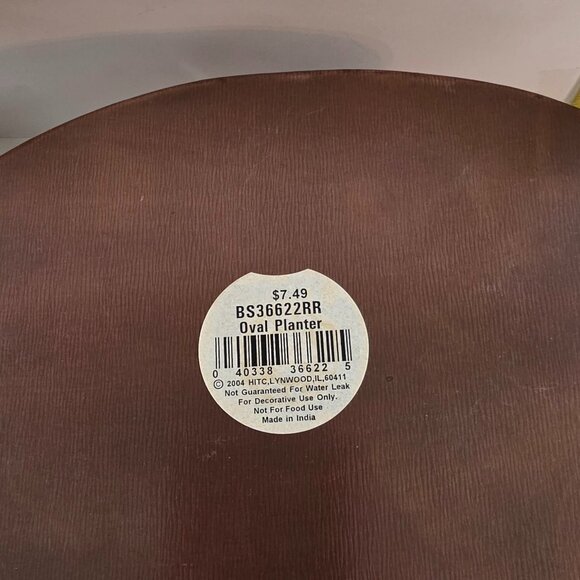 $7.49
BS36622RR
Oval Planter
0 40338 36622 5
© 2004 HITC,LYNWOOD,IL,60411
Not Guaranteed For Water Leak
For Decorative Use Only.
Not For Food Use
Made in India